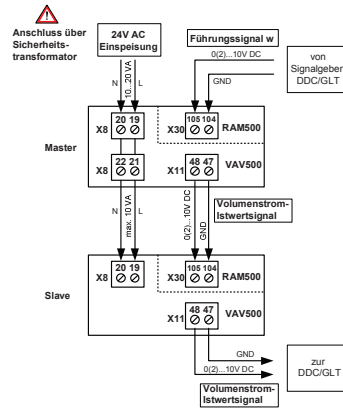 Anschluss über
Sicherheits-
transformator
24V AC
Einspeisung
Führungssignal w
0(2)...10V DC
GND
von
Signalgeber
DDC/GLT
N
10...20 VA
L
X8
20 19
X30
105 104
RAM500
Master
X8
22 21
X11
48 47
VAV500
N
max. 10 VA
L
0(2)...10V DC
GND
Volumenstrom-
Istwertsignal
X8
20 19
X30
105 104
RAM500
Slave
X11
48 47
VAV500
GND
0(2)...10V DC
zur
DDC/GLT
Volumenstrom-
Istwertsignal